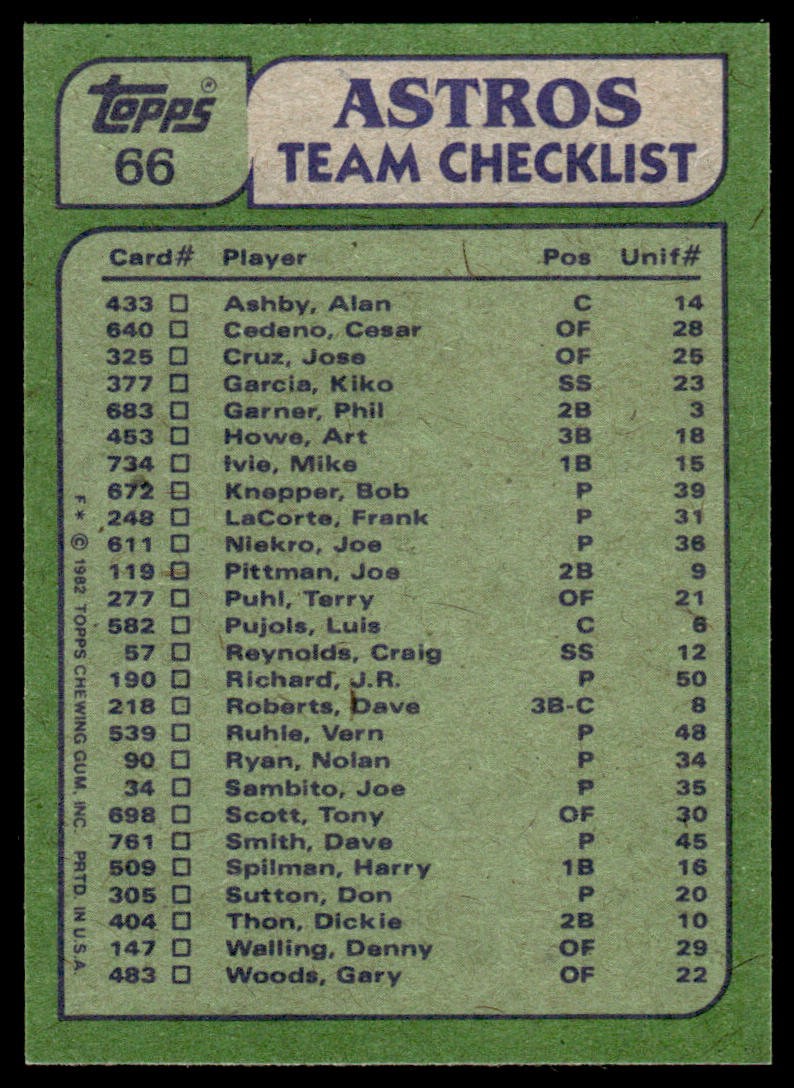 Topps®
66
ASTROS
TEAM CHECKLIST
Card# Player Pos Unif#
433 Ashby, Alan C 14
640 Cedeno, Cesar OF 28
325 Cruz, Jose OF 25
377 Garcia, Kiko SS 23
683 Garner, Phil 2B 3
453 Howe, Art 3B 18
734 Ivie, Mike 1B 15
672 Knepper, Bob P 39
248 LaCorte, Frank P 31
611 Niekro, Joe P 36
119 Pittman, Joe 2B 9
277 Puhl, Terry OF 21
582 Pujols, Luis C 6
57 Reynolds, Craig SS 12
190 Richard, J.R. P 50
218 Roberts, Dave 3B-C 8
539 Ruhle, Vern P 48
90 Ryan, Nolan P 34
34 Sambito, Joe P 35
698 Scott, Tony OF 30
761 Smith, Dave P 45
509 Spilman, Harry 1B 16
305 Sutton, Don P 20
404 Thon, Dickie 2B 10
147 Walling, Denny OF 29
483 Woods, Gary OF 22
F * © 1982 TOPPS CHEWING GUM, INC. PRTD. IN U.S.A.